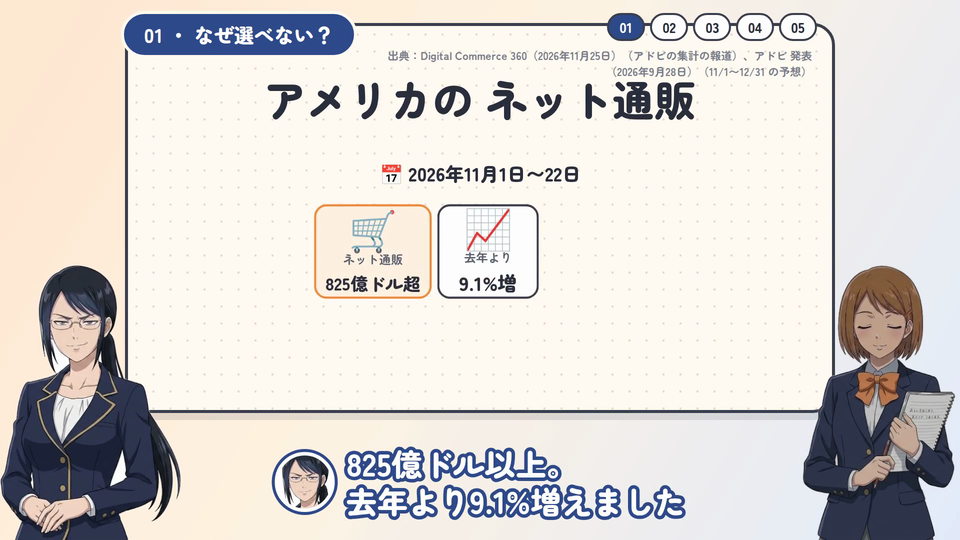 01 ・ なぜ選べない？
01 02 03 04 05
出典：Digital Commerce 360（2026年11月25日）（アドビの集計の報道）、アドビ 発表
（2026年9月28日）（11/1〜12/31 の予想）
アメリカの ネット通販
July 17 2026年11月1日〜22日
ネット通販
825億ドル超
去年より
9.1%増
825億ドル以上。
去年より9.1%増えました